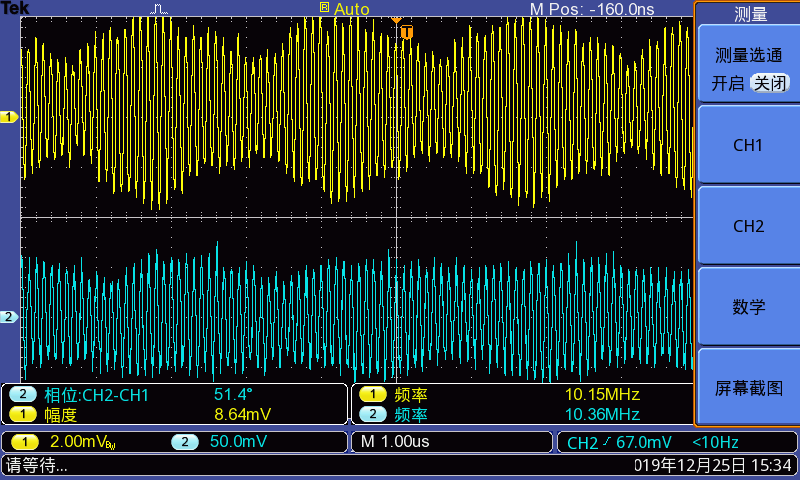 Tek R Auto M Pos: -160.0ns
测量
T
测量选通
开启 关闭
1
CH1
CH2
2
数学
屏幕截图
2 相位:CH2-CH1 51.4° 1 频率 10.15MHz
1 幅度 8.64mV 2 频率 10.36MHz
1 2.00mVBW 2 50.0mV M 1.00us CH2 67.0mV <10Hz
请等待... 019年12月25日 15:34